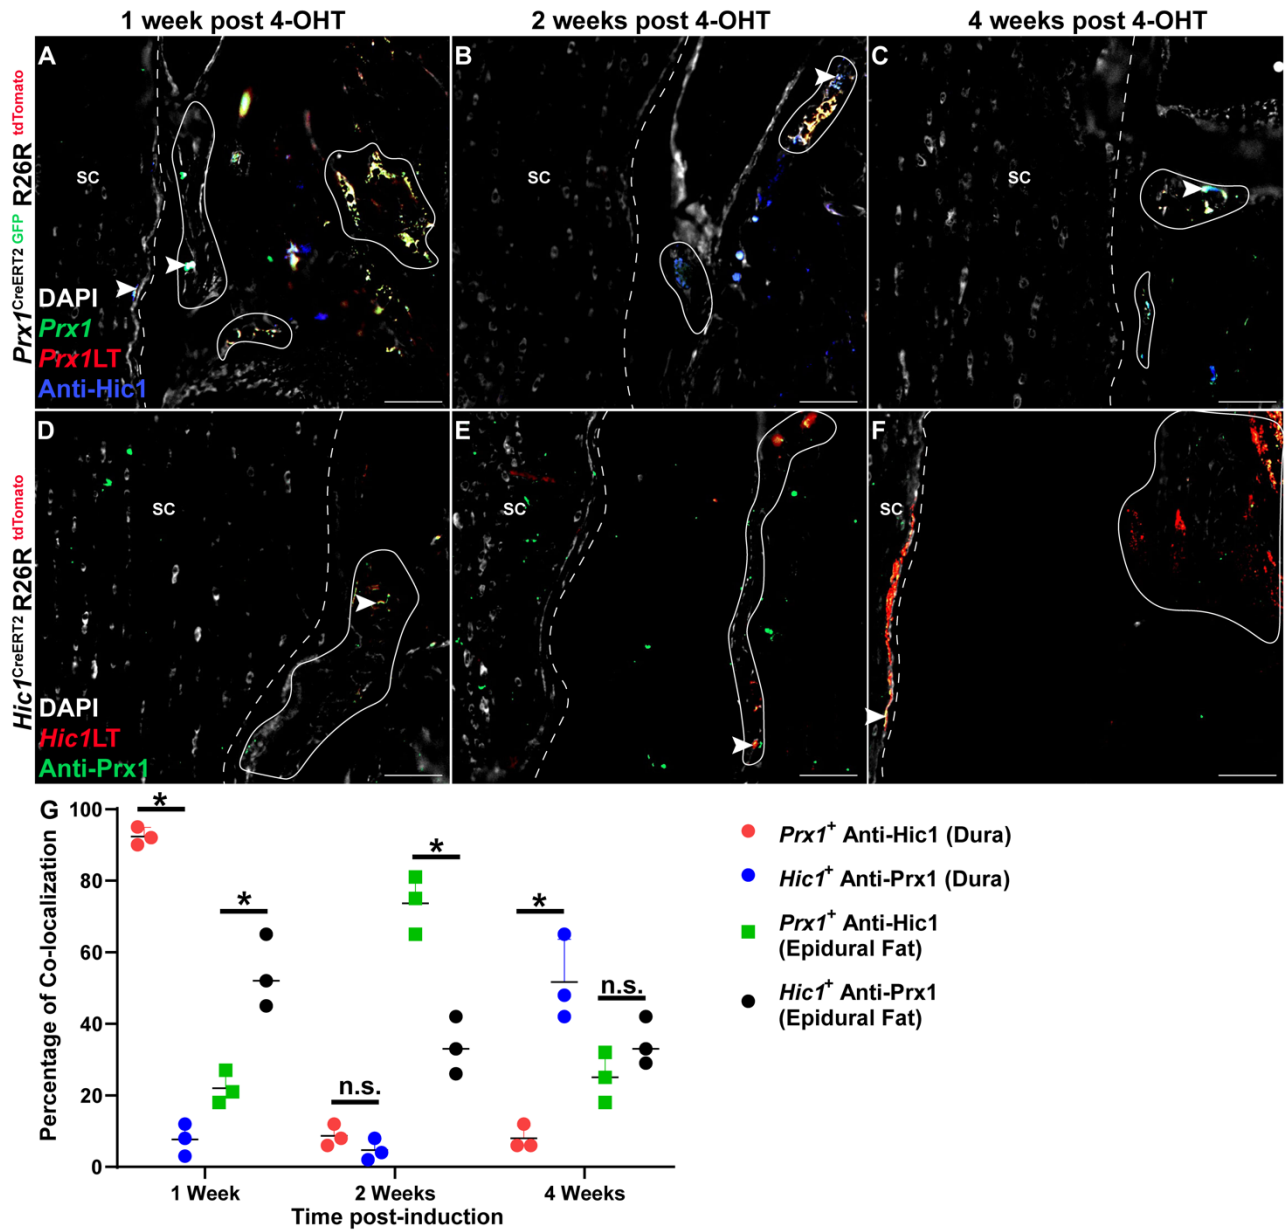 1 week post 4-OHT
2 weeks post 4-OHT
4 weeks post 4-OHT
Prx1CreERT2 GFP R26R tdTomato
A
SC
DAPI
Prx1
Prx1LT
Anti-Hic1
B
C
SC
Hic1CreERT2 R26R tdTomato
D
SC
DAPI
Hic1LT
Anti-Prx1
E
SC
F
SC
G
Percentage of Co-localization
100
80
60
40
20
0
*
*
n.s.
*
*
n.s.
1 Week
2 Weeks
4 Weeks
Time post-induction
Prx1+ Anti-Hic1 (Dura)
Hic1+ Anti-Prx1 (Dura)
Prx1+ Anti-Hic1
(Epidural Fat)
Hic1+ Anti-Prx1
(Epidural Fat)